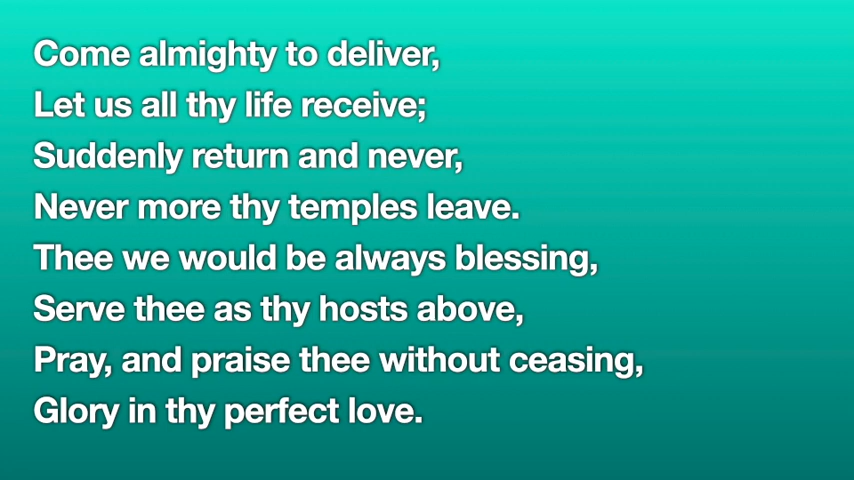 Come almighty to deliver,
Let us all thy life receive;
Suddenly return and never,
Never more thy temples leave.
Thee we would be always blessing,
Serve thee as thy hosts above,
Pray, and praise thee without ceasing,
Glory in thy perfect love.